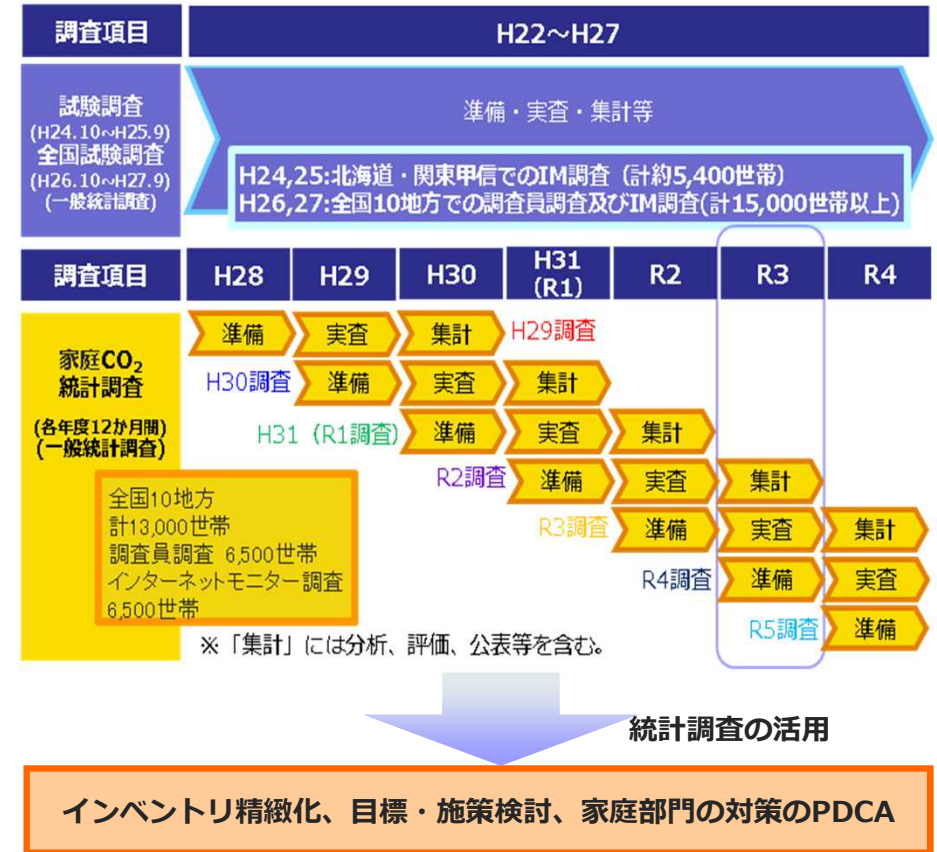 調査項目
H22～H27
試験調査
(H24.10~H25.9)
全国試験調査
(H26.10~H27.9)
(一般統計調査)
準備・実査・集計等
H24,25:北海道・関東甲信でのIM調査（計約5,400世帯）
H26,27:全国10地方での調査員調査及びIM調査(計15,000世帯以上)
調査項目 H28 H29 H30 H31 (R1) R2 R3 R4
家庭CO₂
統計調査
(各年度12か月間)
(一般統計調査)
準備 実査 集計 H29調査
H30調査 準備 実査 集計
H31（R1調査) 準備 実査 集計
R2調査 準備 実査 集計
R3調査 準備 実査 集計
R4調査 準備 実査
R5調査 準備
全国10地方
計13,000世帯
調査員調査 6,500世帯
インターネットモニター調査
6,500世帯
※「集計」には分析、評価、公表等を含む。
統計調査の活用
インベントリ精緻化、目標・施策検討、家庭部門の対策のPDCA